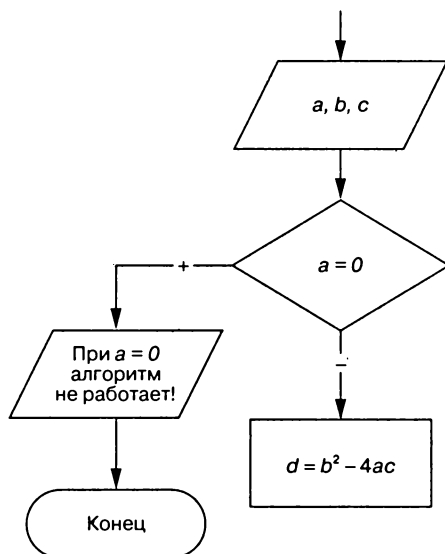 a, b, c
a = 0
+
–
При a = 0
алгоритм
не работает!
d = b² – 4ac
Конец